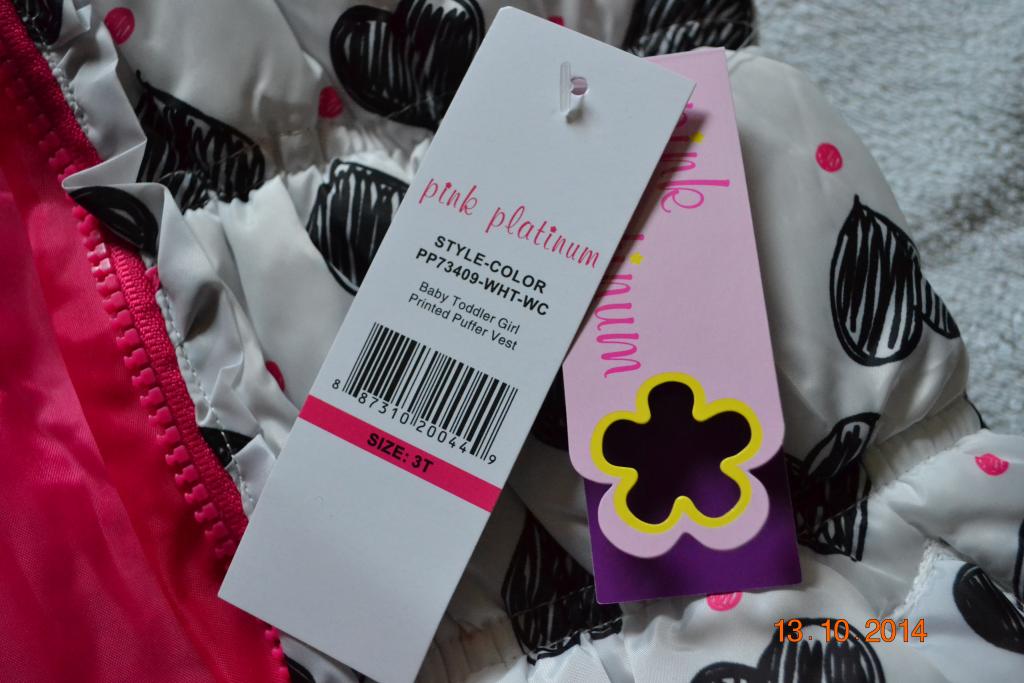 pink platinum
STYLE-COLOR
PP73409-WHT-WC
Baby Toddler Girl
Printed Puffer Vest
8 87310 20044 9
SIZE: 3T
13. 10 2014